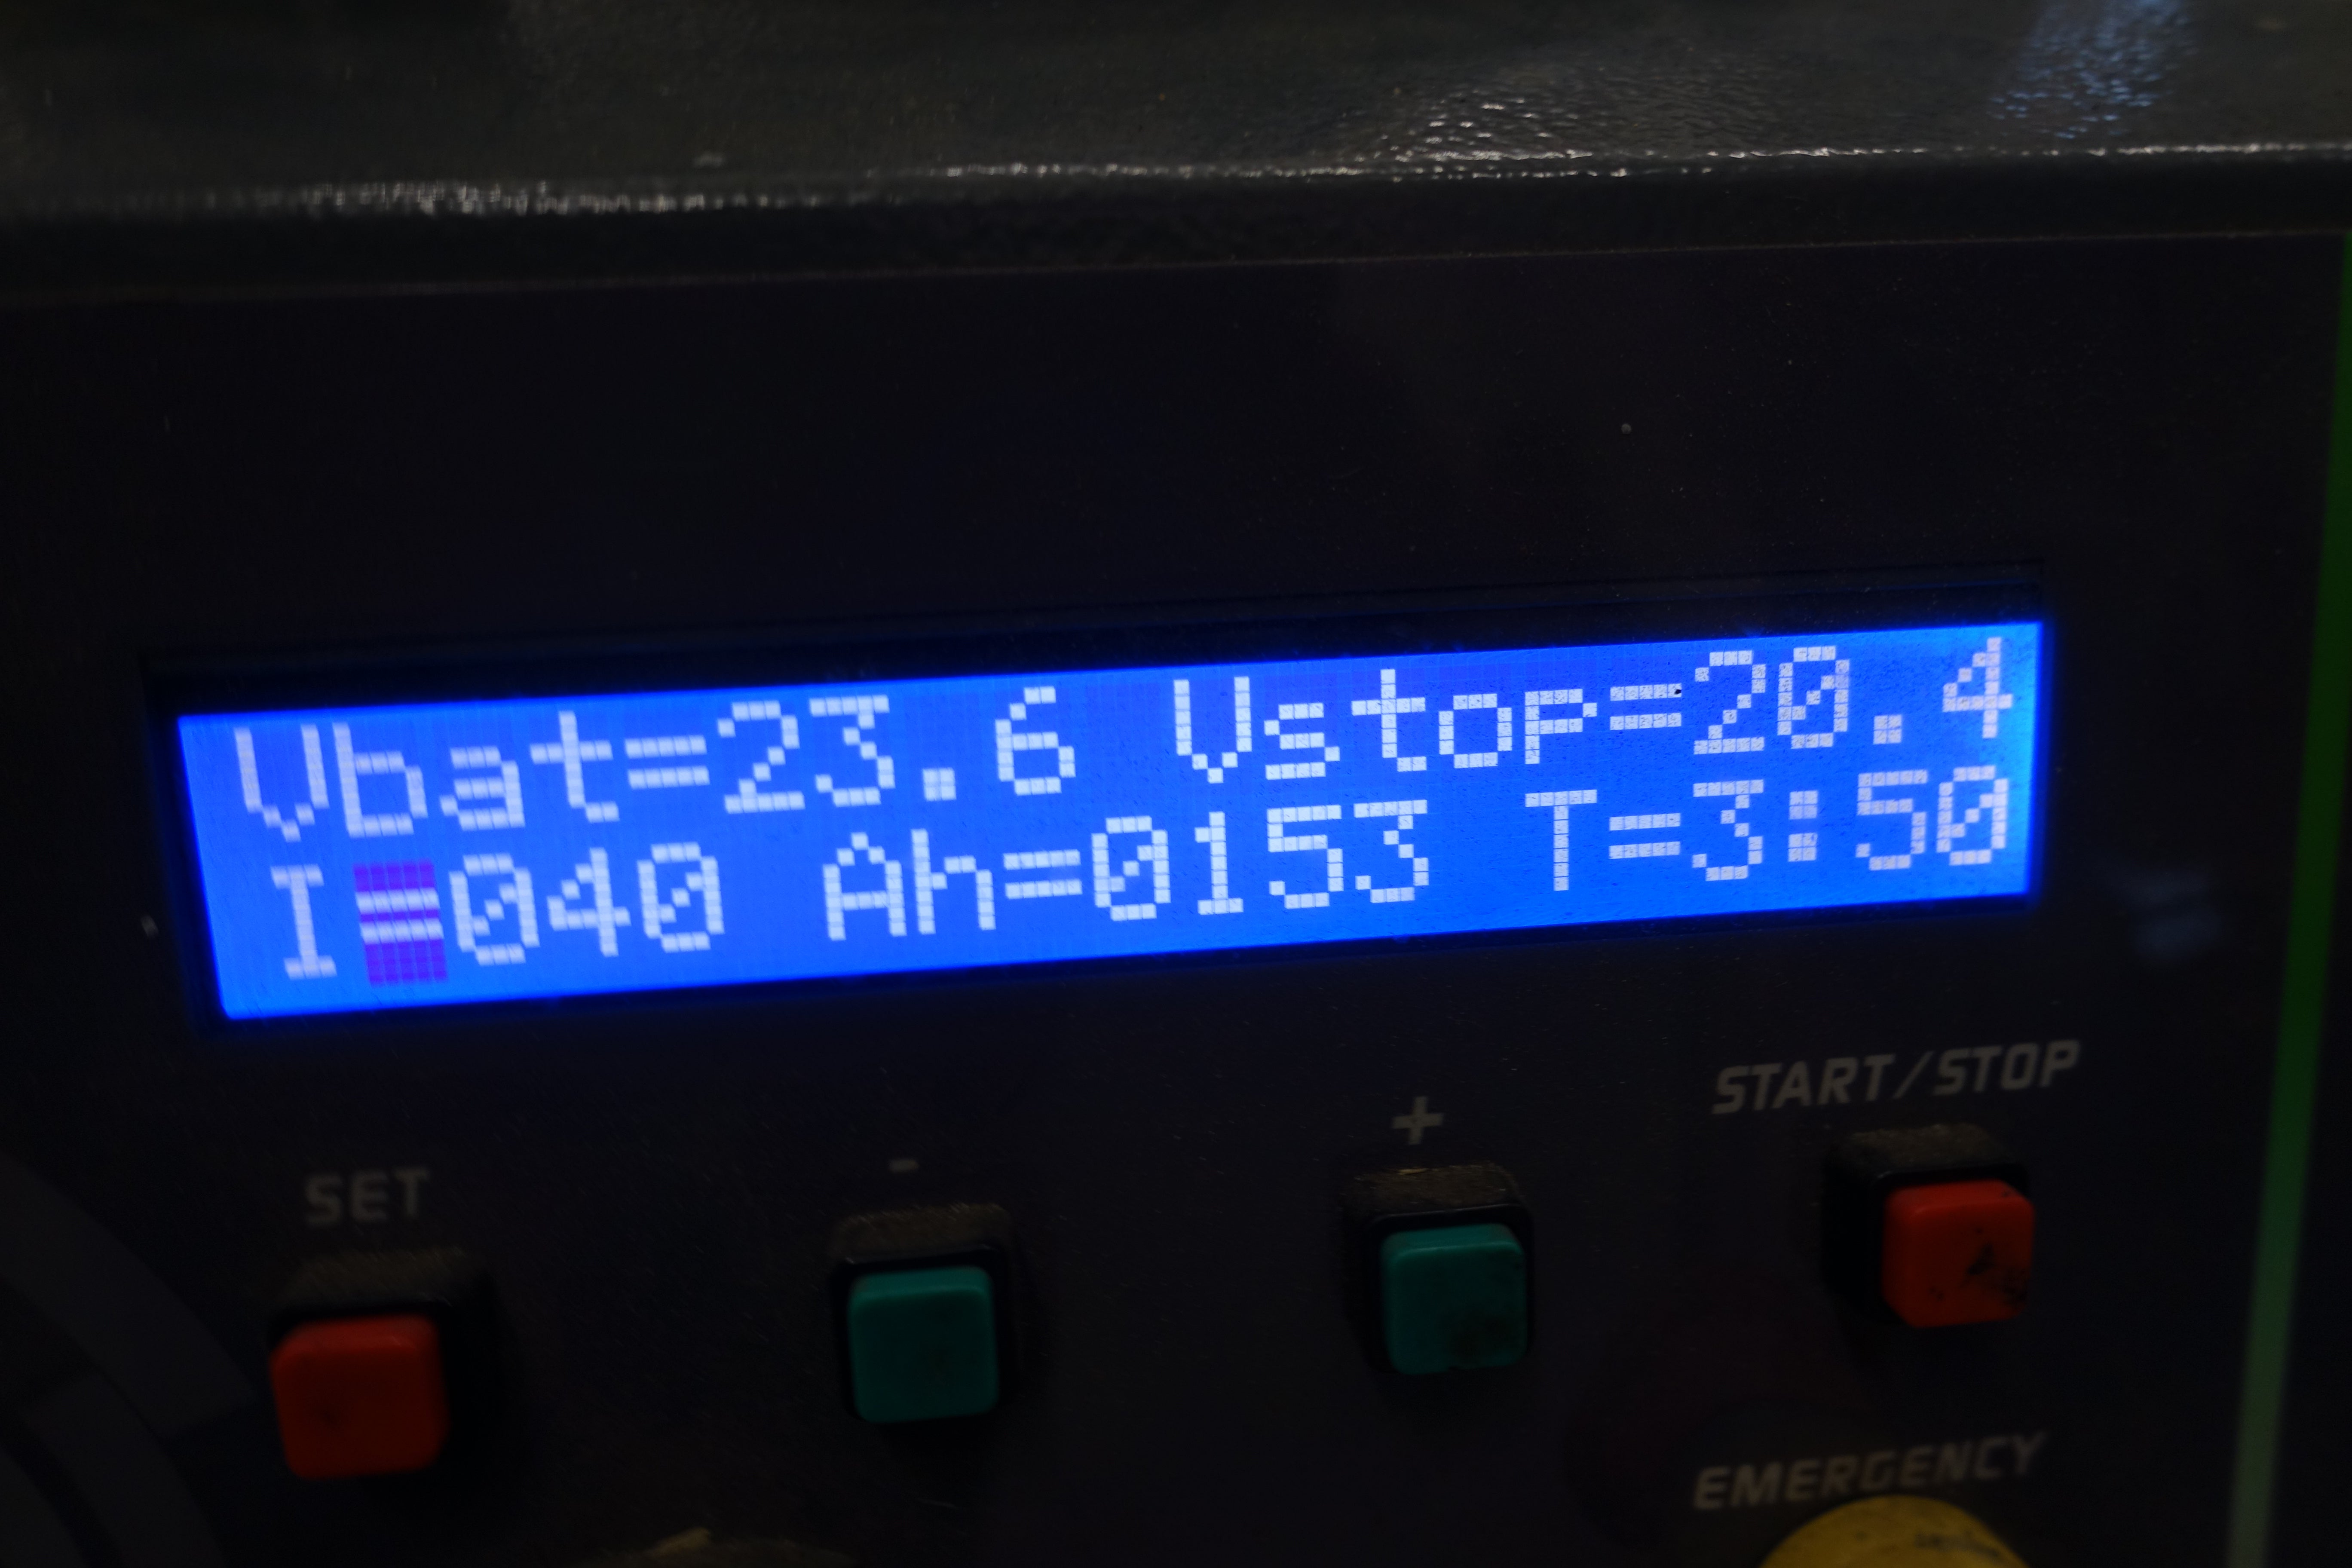 Vbat=23.6 Vstop=20.4
I=040 Ah=0153 T=3:50
START/STOP
+
-
SET
EMERGENCY